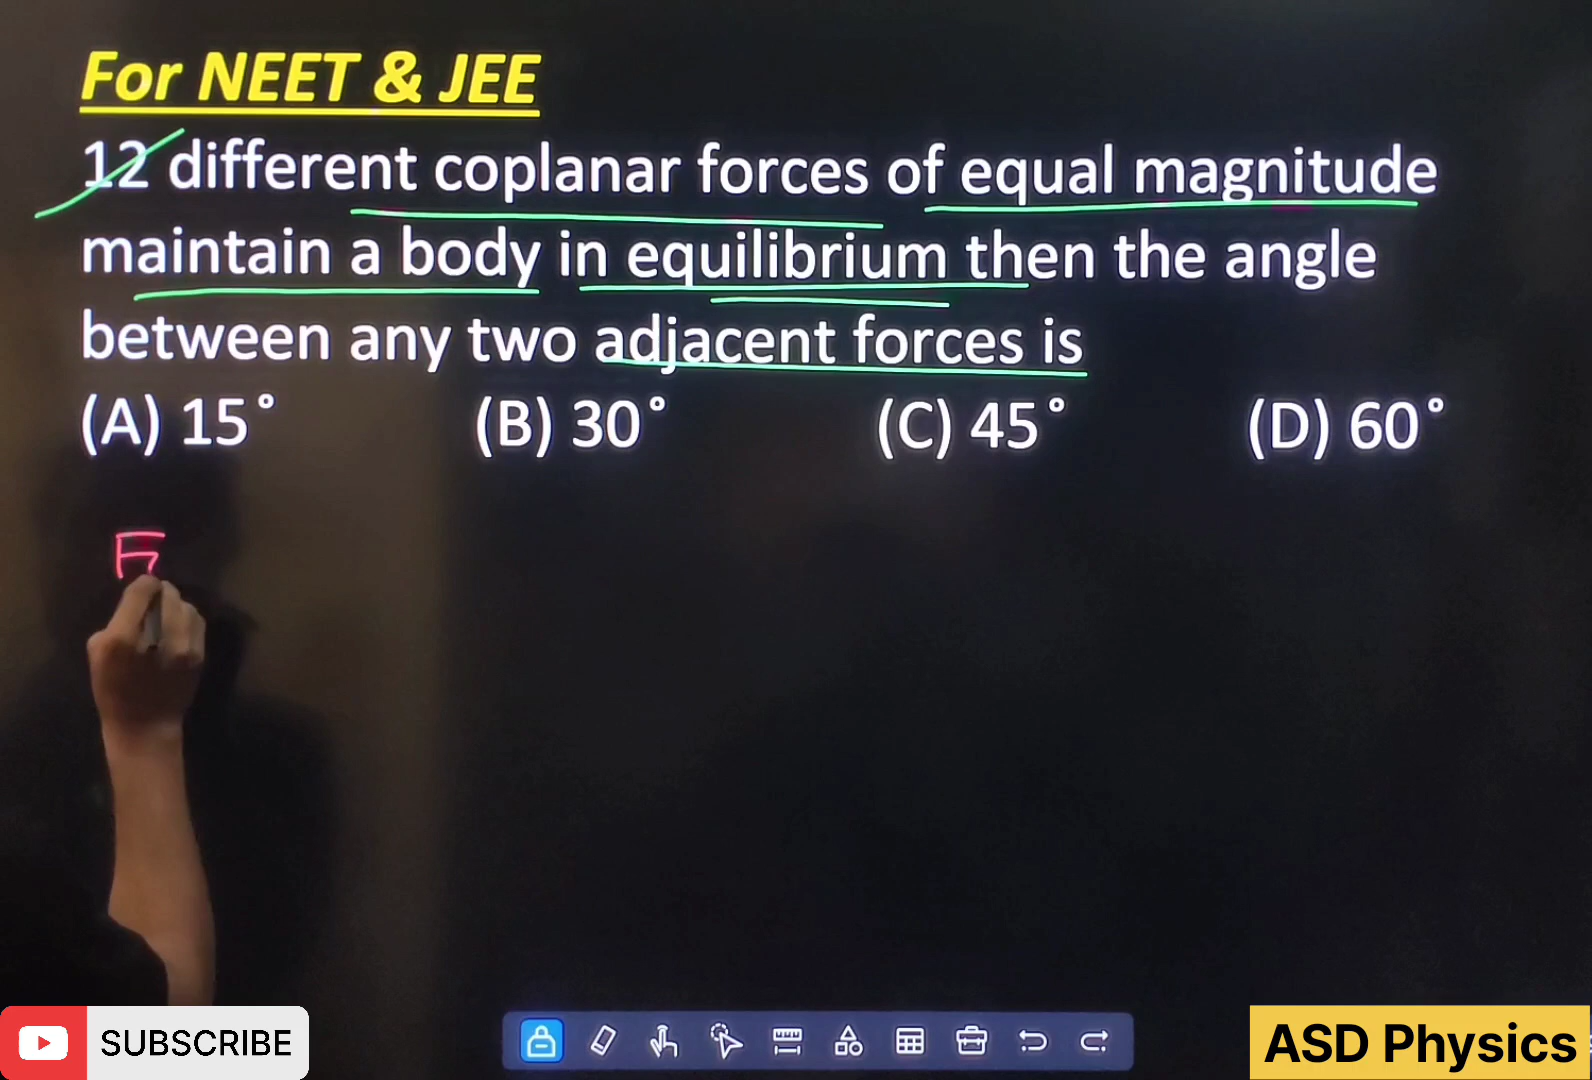 For NEET & JEE
12 different coplanar forces of equal magnitude
maintain a body in equilibrium then the angle
between any two adjacent forces is
(A) 15° (B) 30° (C) 45° (D) 60°
F
SUBSCRIBE
ASD Physics